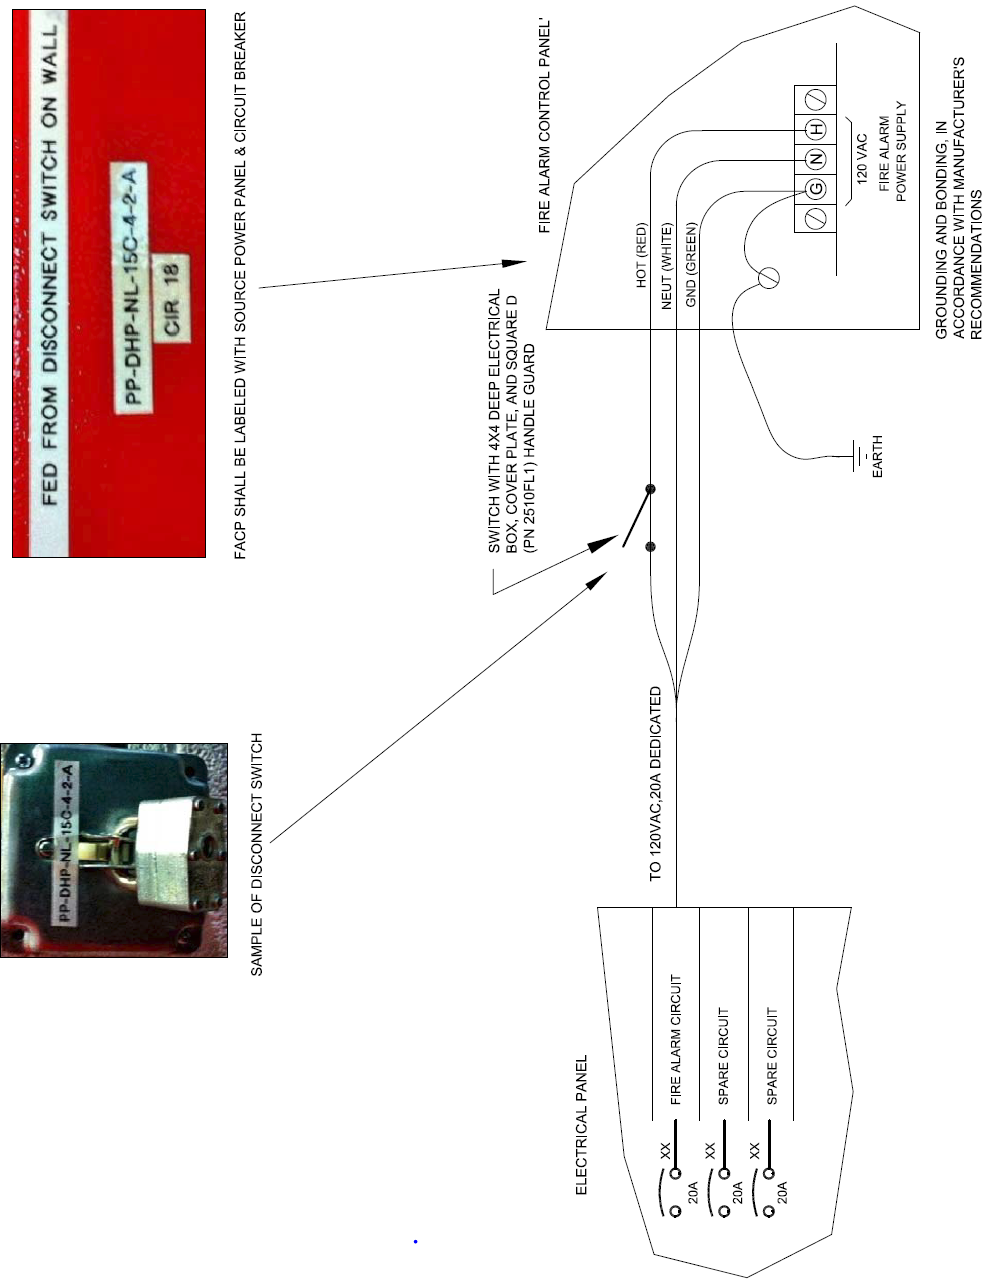 FED FROM DISCONNECT SWITCH ON WALL
PP-DHP-NL-15C-4-2-A
CIR 18
FACP SHALL BE LABELED WITH SOURCE POWER PANEL & CIRCUIT BREAKER
PP-DHP-NL-15C-4-2-A
SAMPLE OF DISCONNECT SWITCH
SWITCH WITH 4X4 DEEP ELECTRICAL
BOX, COVER PLATE, AND SQUARE D
(PN 2510FL1) HANDLE GUARD
FIRE ALARM CONTROL PANEL'
HOT (RED)
NEUT (WHITE)
GND (GREEN)
H
N
G
120 VAC
FIRE ALARM
POWER SUPPLY
GROUNDING AND BONDING, IN
ACCORDANCE WITH MANUFACTURER'S
RECOMMENDATIONS
EARTH
TO 120VAC,20A DEDICATED
ELECTRICAL PANEL
XX
20A
FIRE ALARM CIRCUIT
XX
20A
SPARE CIRCUIT
XX
20A
SPARE CIRCUIT